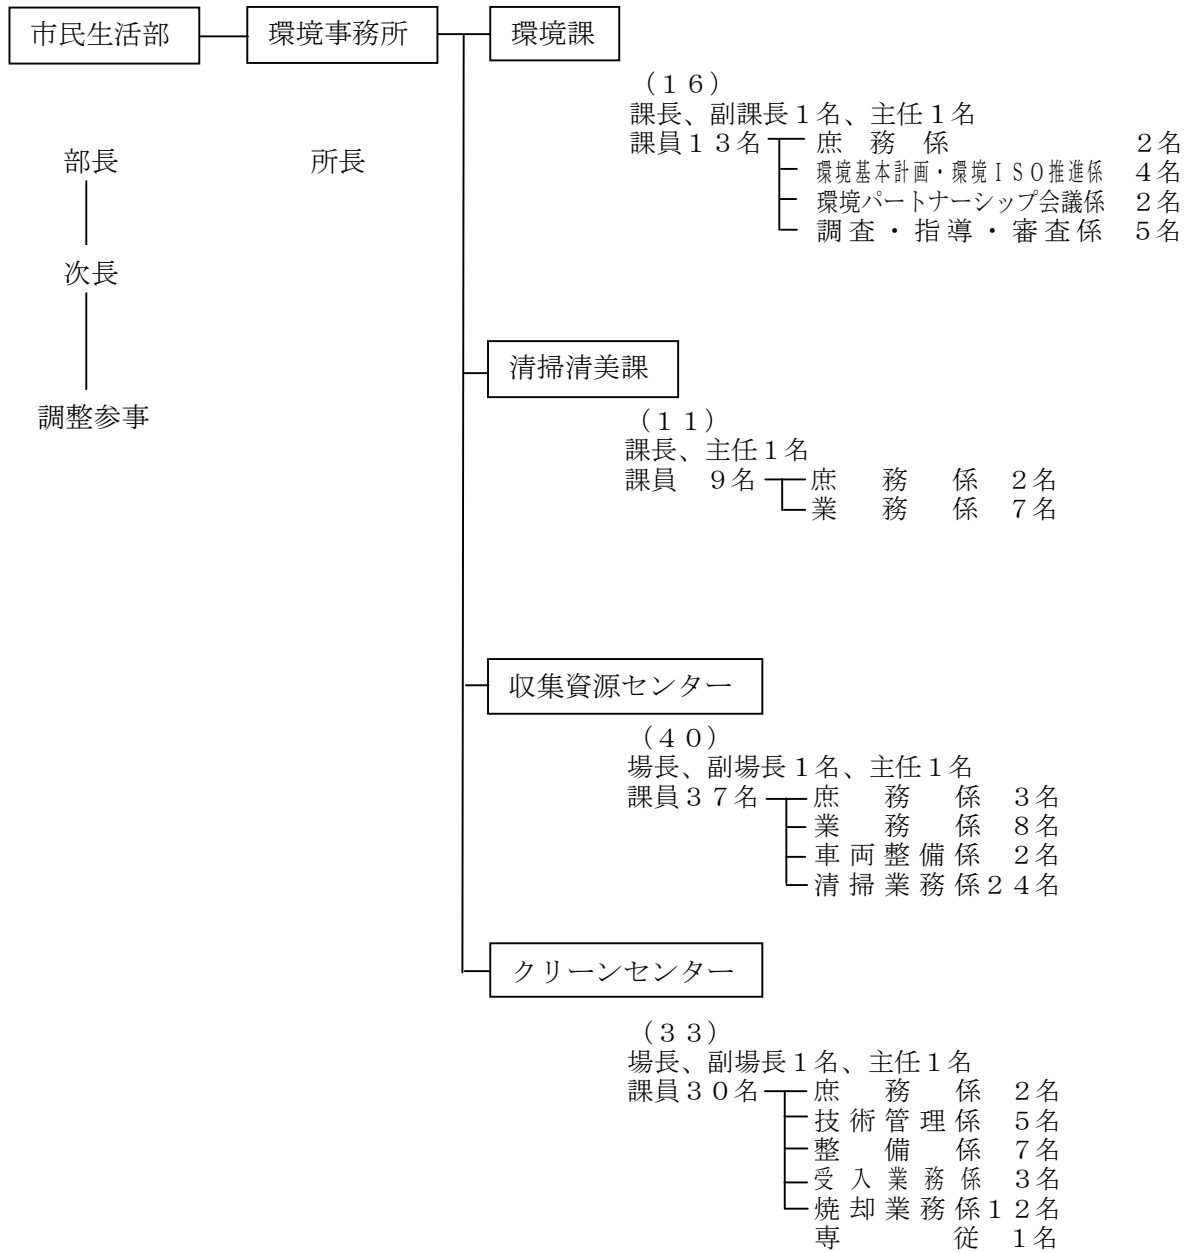 市民生活部 環境事務所 環境課
(16)
課長、副課長1名、主任1名
課員13名 庶務係 2名
環境基本計画・環境ISO推進係 4名
環境パートナーシップ会議係 2名
調査・指導・審査係 5名
部長 所長
次長
調整参事
清掃清美課
(11)
課長、主任1名
課員 9名 庶務係 2名
業務係 7名
収集資源センター
(40)
場長、副場長1名、主任1名
課員37名 庶務係 3名
業務係 8名
車両整備係 2名
清掃業務係24名
クリーンセンター
(33)
場長、副場長1名、主任1名
課員30名 庶務係 2名
技術管理係 5名
整備係 7名
受入業務係 3名
焼却業務係12名
専従 1名